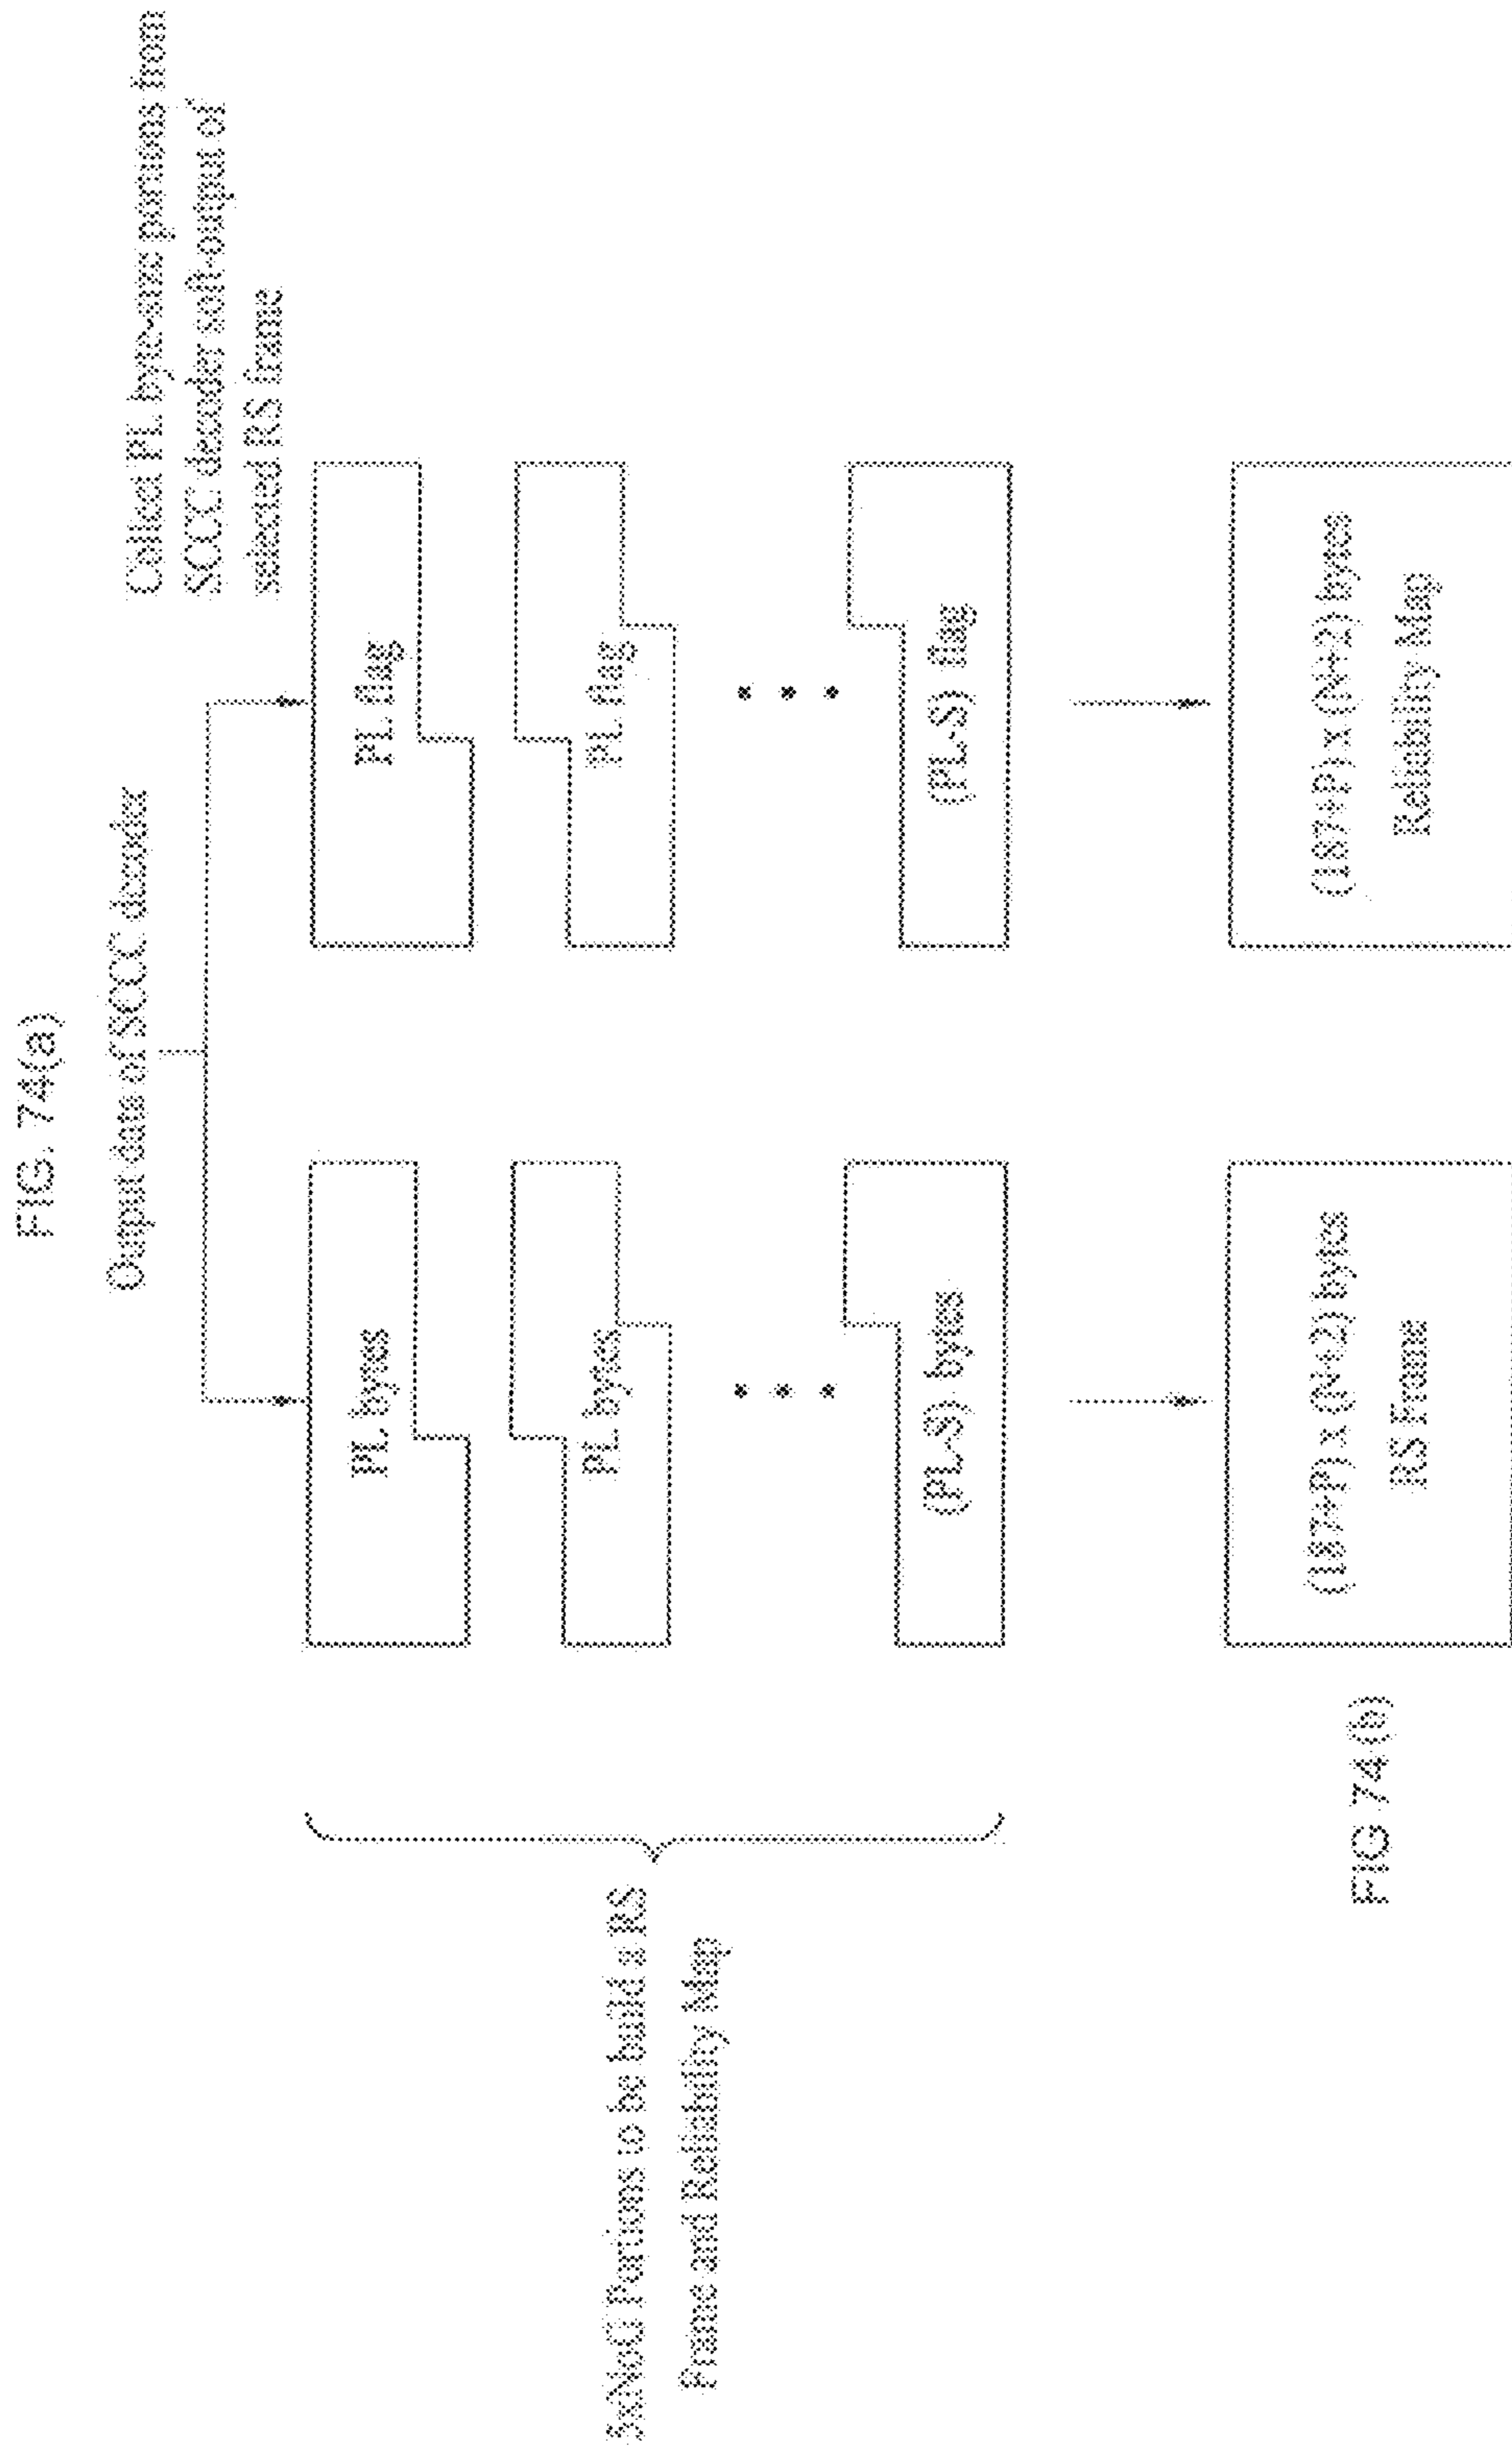 FIG. 74(a)
Output data of SCCC decoder
Collect PL byte-size portions from
SCCC decoder soft-output of
selected RS frame
PL bytes
PL flag
PL bytes
PL flag
(PL-S) bytes
(PL-S) flag
5xNoG Portions to be build a RS
Frame and Reliability Map
FIG 74 (b)
(187+P) x (N+2) bytes
RS Frame
(187+P) x (N+2) bytes
Reliability Map